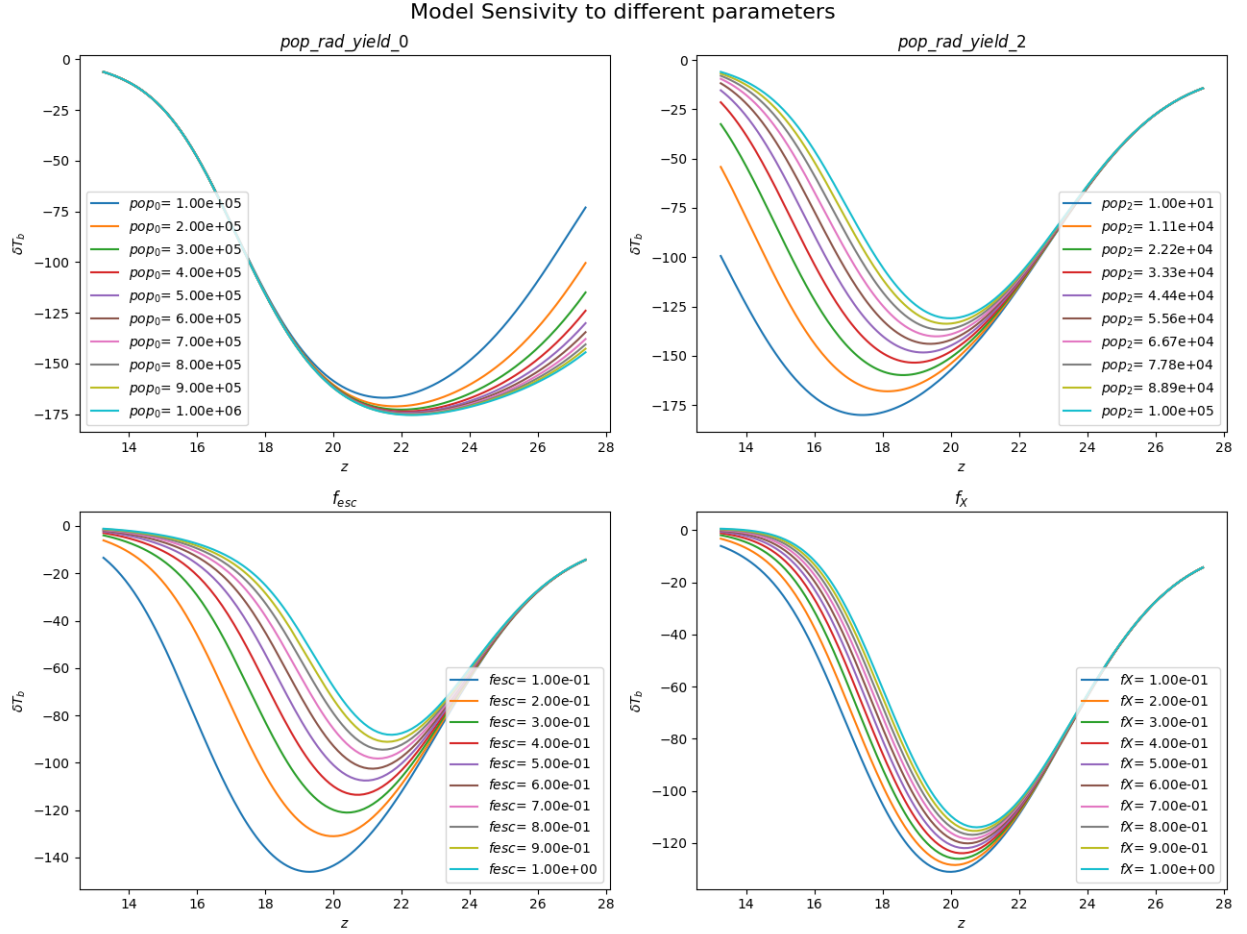 Model Sensivity to different parameters
pop_rad_yield_0
−175
−150
−125
−100
−75
−50
−25
0
δT_b
pop_0= 1.00e+05
pop_0= 2.00e+05
pop_0= 3.00e+05
pop_0= 4.00e+05
pop_0= 5.00e+05
pop_0= 6.00e+05
pop_0= 7.00e+05
pop_0= 8.00e+05
pop_0= 9.00e+05
pop_0= 1.00e+06
14 16 18 20 22 24 26 28
z
pop_rad_yield_2
0
−25
−50
−75
−100
−125
−150
−175
δT_b
pop_2= 1.00e+01
pop_2= 1.11e+04
pop_2= 2.22e+04
pop_2= 3.33e+04
pop_2= 4.44e+04
pop_2= 5.56e+04
pop_2= 6.67e+04
pop_2= 7.78e+04
pop_2= 8.89e+04
pop_2= 1.00e+05
14 16 18 20 22 24 26 28
z
f_esc
0
−20
−40
−60
−80
−100
−120
−140
δT_b
fesc= 1.00e-01
fesc= 2.00e-01
fesc= 3.00e-01
fesc= 4.00e-01
fesc= 5.00e-01
fesc= 6.00e-01
fesc= 7.00e-01
fesc= 8.00e-01
fesc= 9.00e-01
fesc= 1.00e+00
14 16 18 20 22 24 26 28
z
f_X
0
−20
−40
−60
−80
−100
−120
δT_b
fX= 1.00e-01
fX= 2.00e-01
fX= 3.00e-01
fX= 4.00e-01
fX= 5.00e-01
fX= 6.00e-01
fX= 7.00e-01
fX= 8.00e-01
fX= 9.00e-01
fX= 1.00e+00
14 16 18 20 22 24 26 28
z